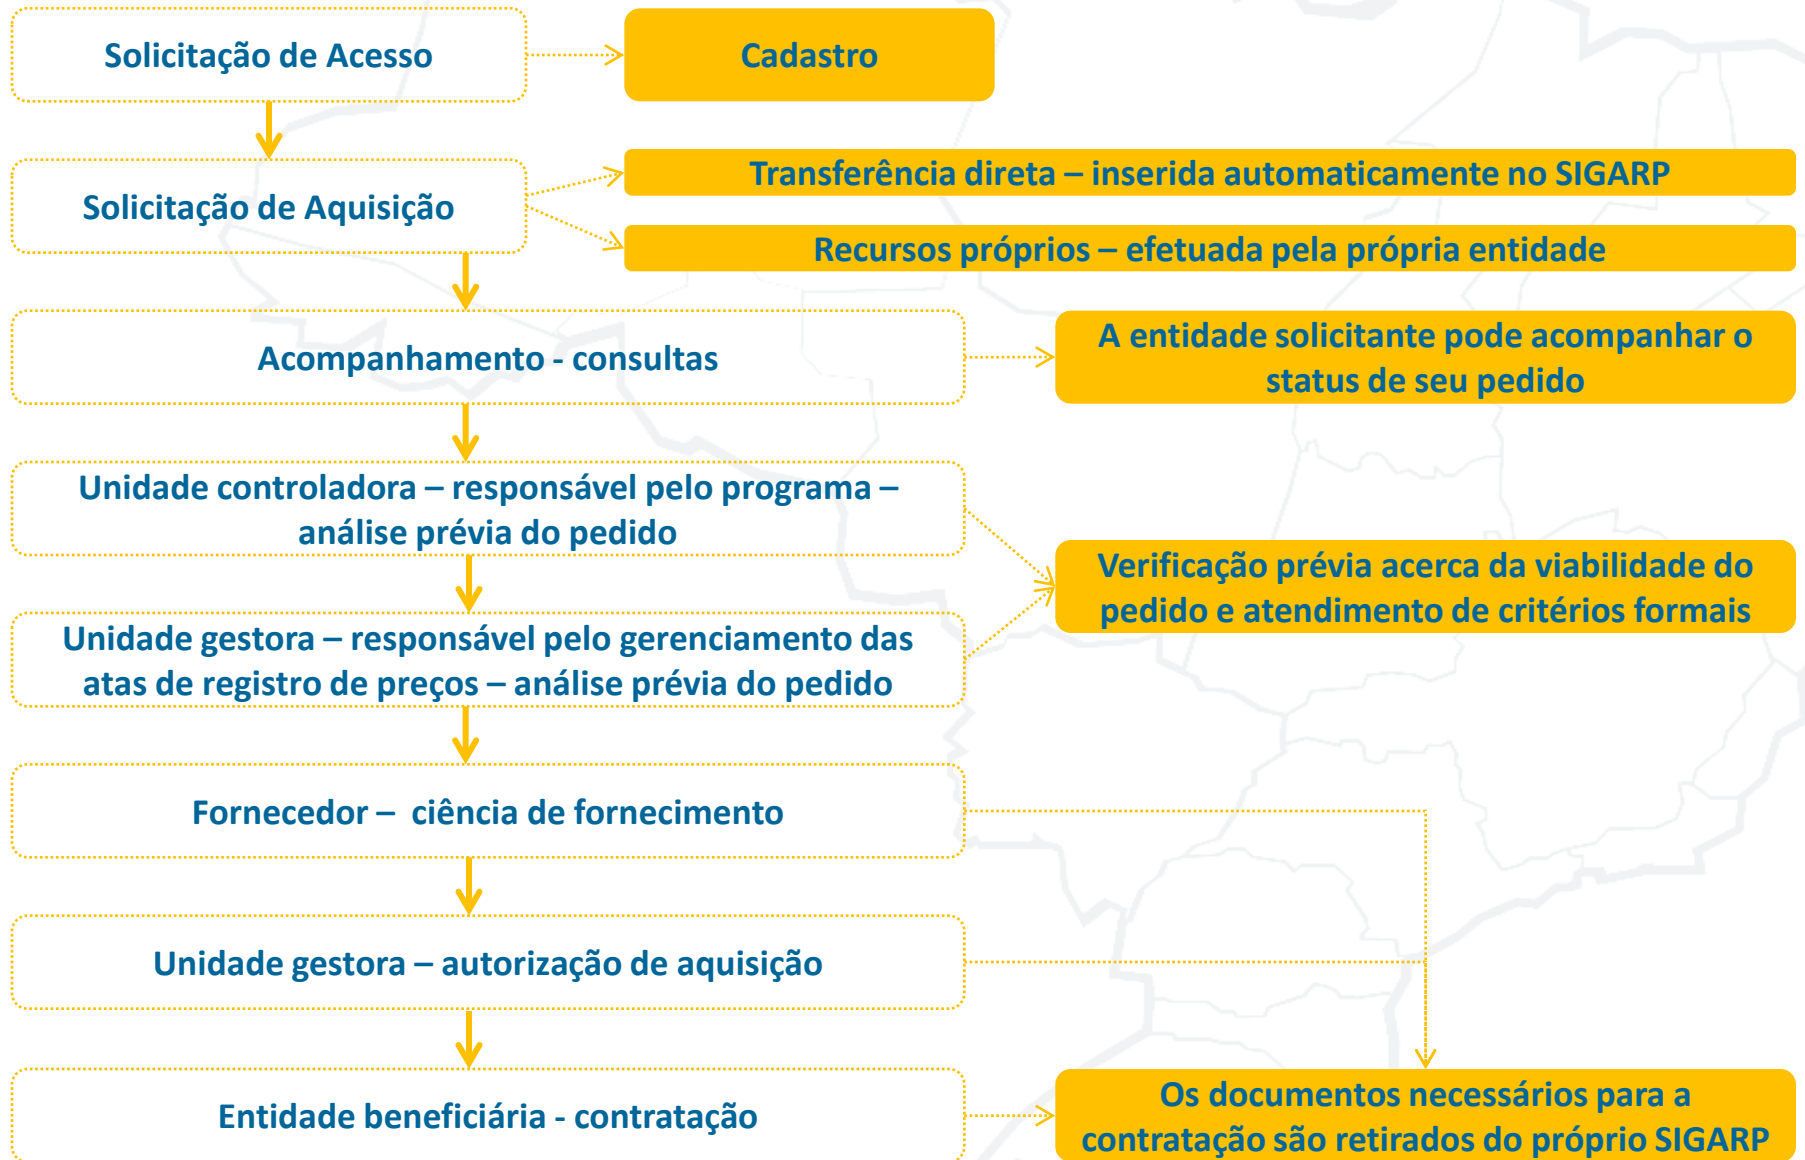 Solicitação de Acesso
Cadastro
Solicitação de Aquisição
Transferência direta – inserida automaticamente no SIGARP
Recursos próprios – efetuada pela própria entidade
Acompanhamento - consultas
A entidade solicitante pode acompanhar o
status de seu pedido
Unidade controladora – responsável pelo programa –
análise prévia do pedido
Verificação prévia acerca da viabilidade do
pedido e atendimento de critérios formais
Unidade gestora – responsável pelo gerenciamento das
atas de registro de preços – análise prévia do pedido
Fornecedor – ciência de fornecimento
Unidade gestora – autorização de aquisição
Entidade beneficiária - contratação
Os documentos necessários para a
contratação são retirados do próprio SIGARP